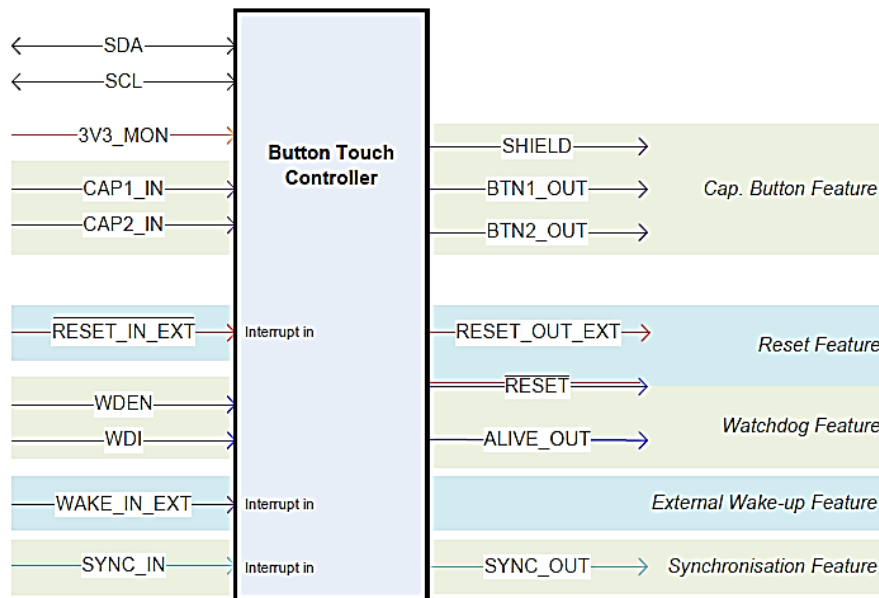 SDA
SCL
3V3_MON
CAP1_IN
CAP2_IN
RESET_IN_EXT
WDEN
WDI
WAKE_IN_EXT
SYNC_IN
Button Touch
Controller
Interrupt in
Interrupt in
Interrupt in
SHIELD
BTN1_OUT
BTN2_OUT
RESET_OUT_EXT
RESET
ALIVE_OUT
SYNC_OUT
Cap. Button Feature
Reset Feature
Watchdog Feature
External Wake-up Feature
Synchronisation Feature